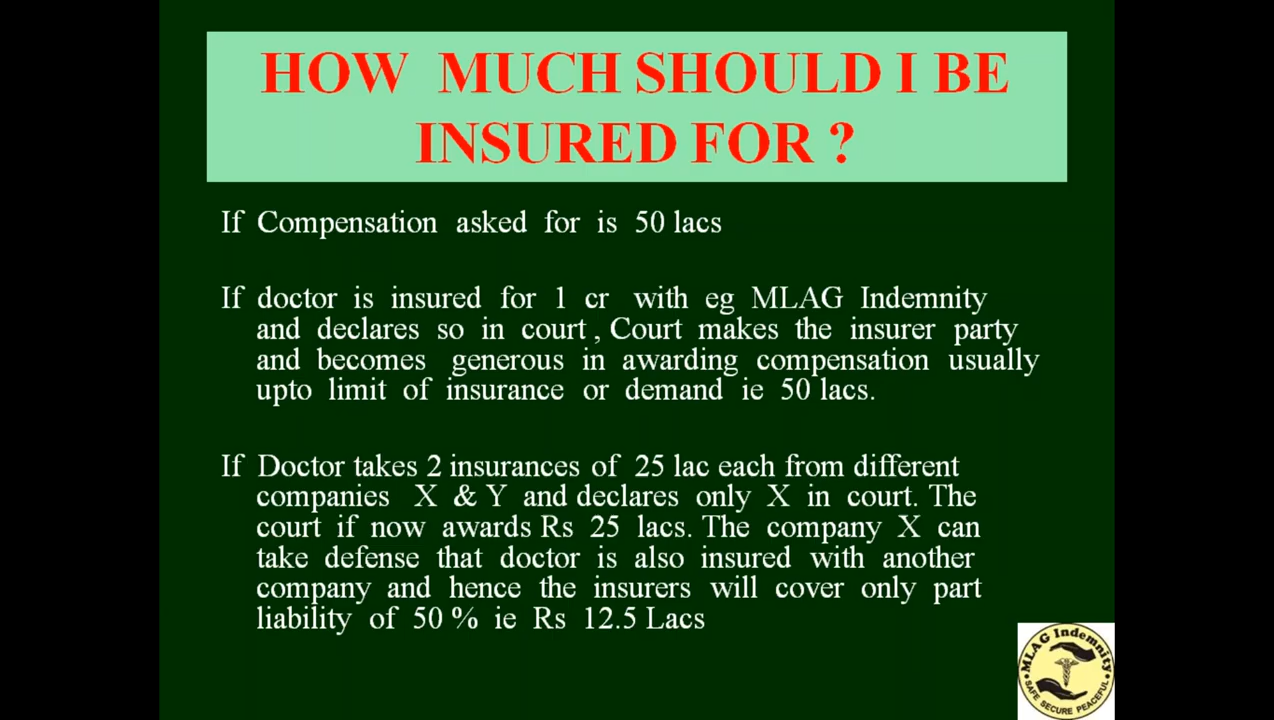 HOW MUCH SHOULD I BE
INSURED FOR ?
If Compensation asked for is 50 lacs
If doctor is insured for 1 cr with eg MLAG Indemnity
and declares so in court , Court makes the insurer party
and becomes generous in awarding compensation usually
upto limit of insurance or demand ie 50 lacs.
If Doctor takes 2 insurances of 25 lac each from different
companies X & Y and declares only X in court. The
court if now awards Rs 25 lacs. The company X can
take defense that doctor is also insured with another
company and hence the insurers will cover only part
liability of 50 % ie Rs 12.5 Lacs
MLAG Indemnity
SAFE SECURE PEACEFUL